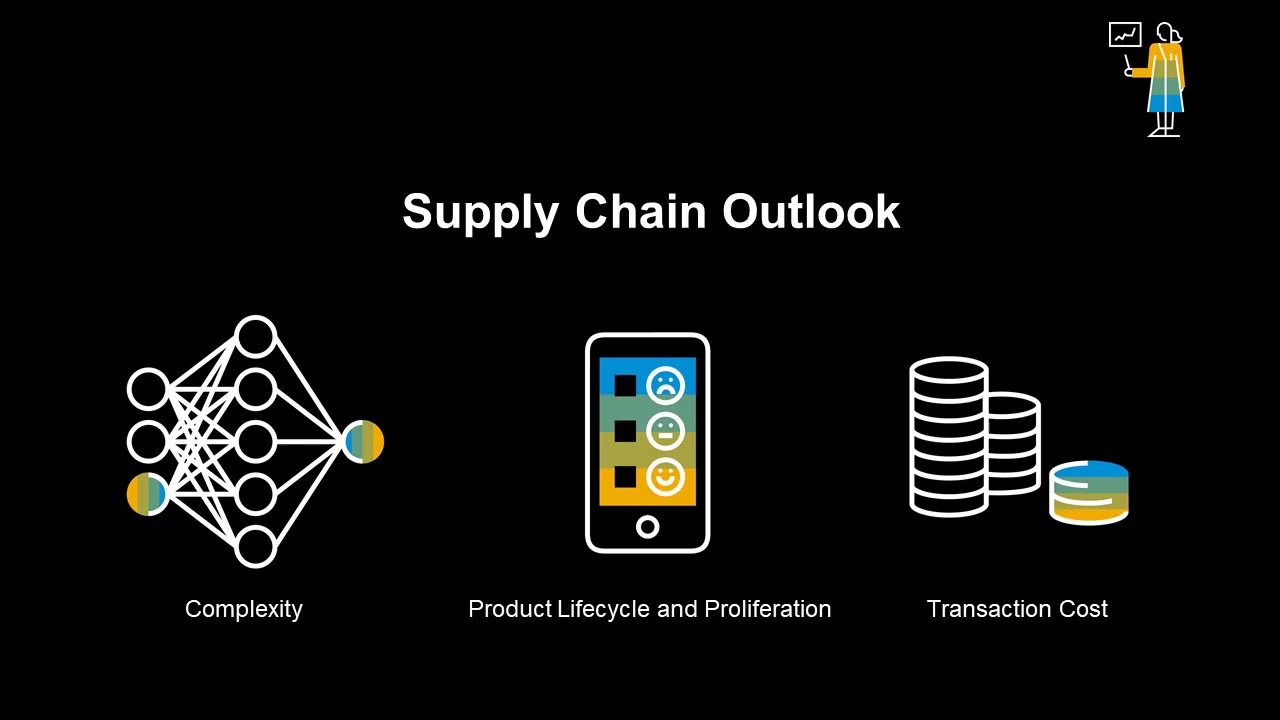 Supply Chain Outlook
Complexity
Product Lifecycle and Proliferation
Transaction Cost